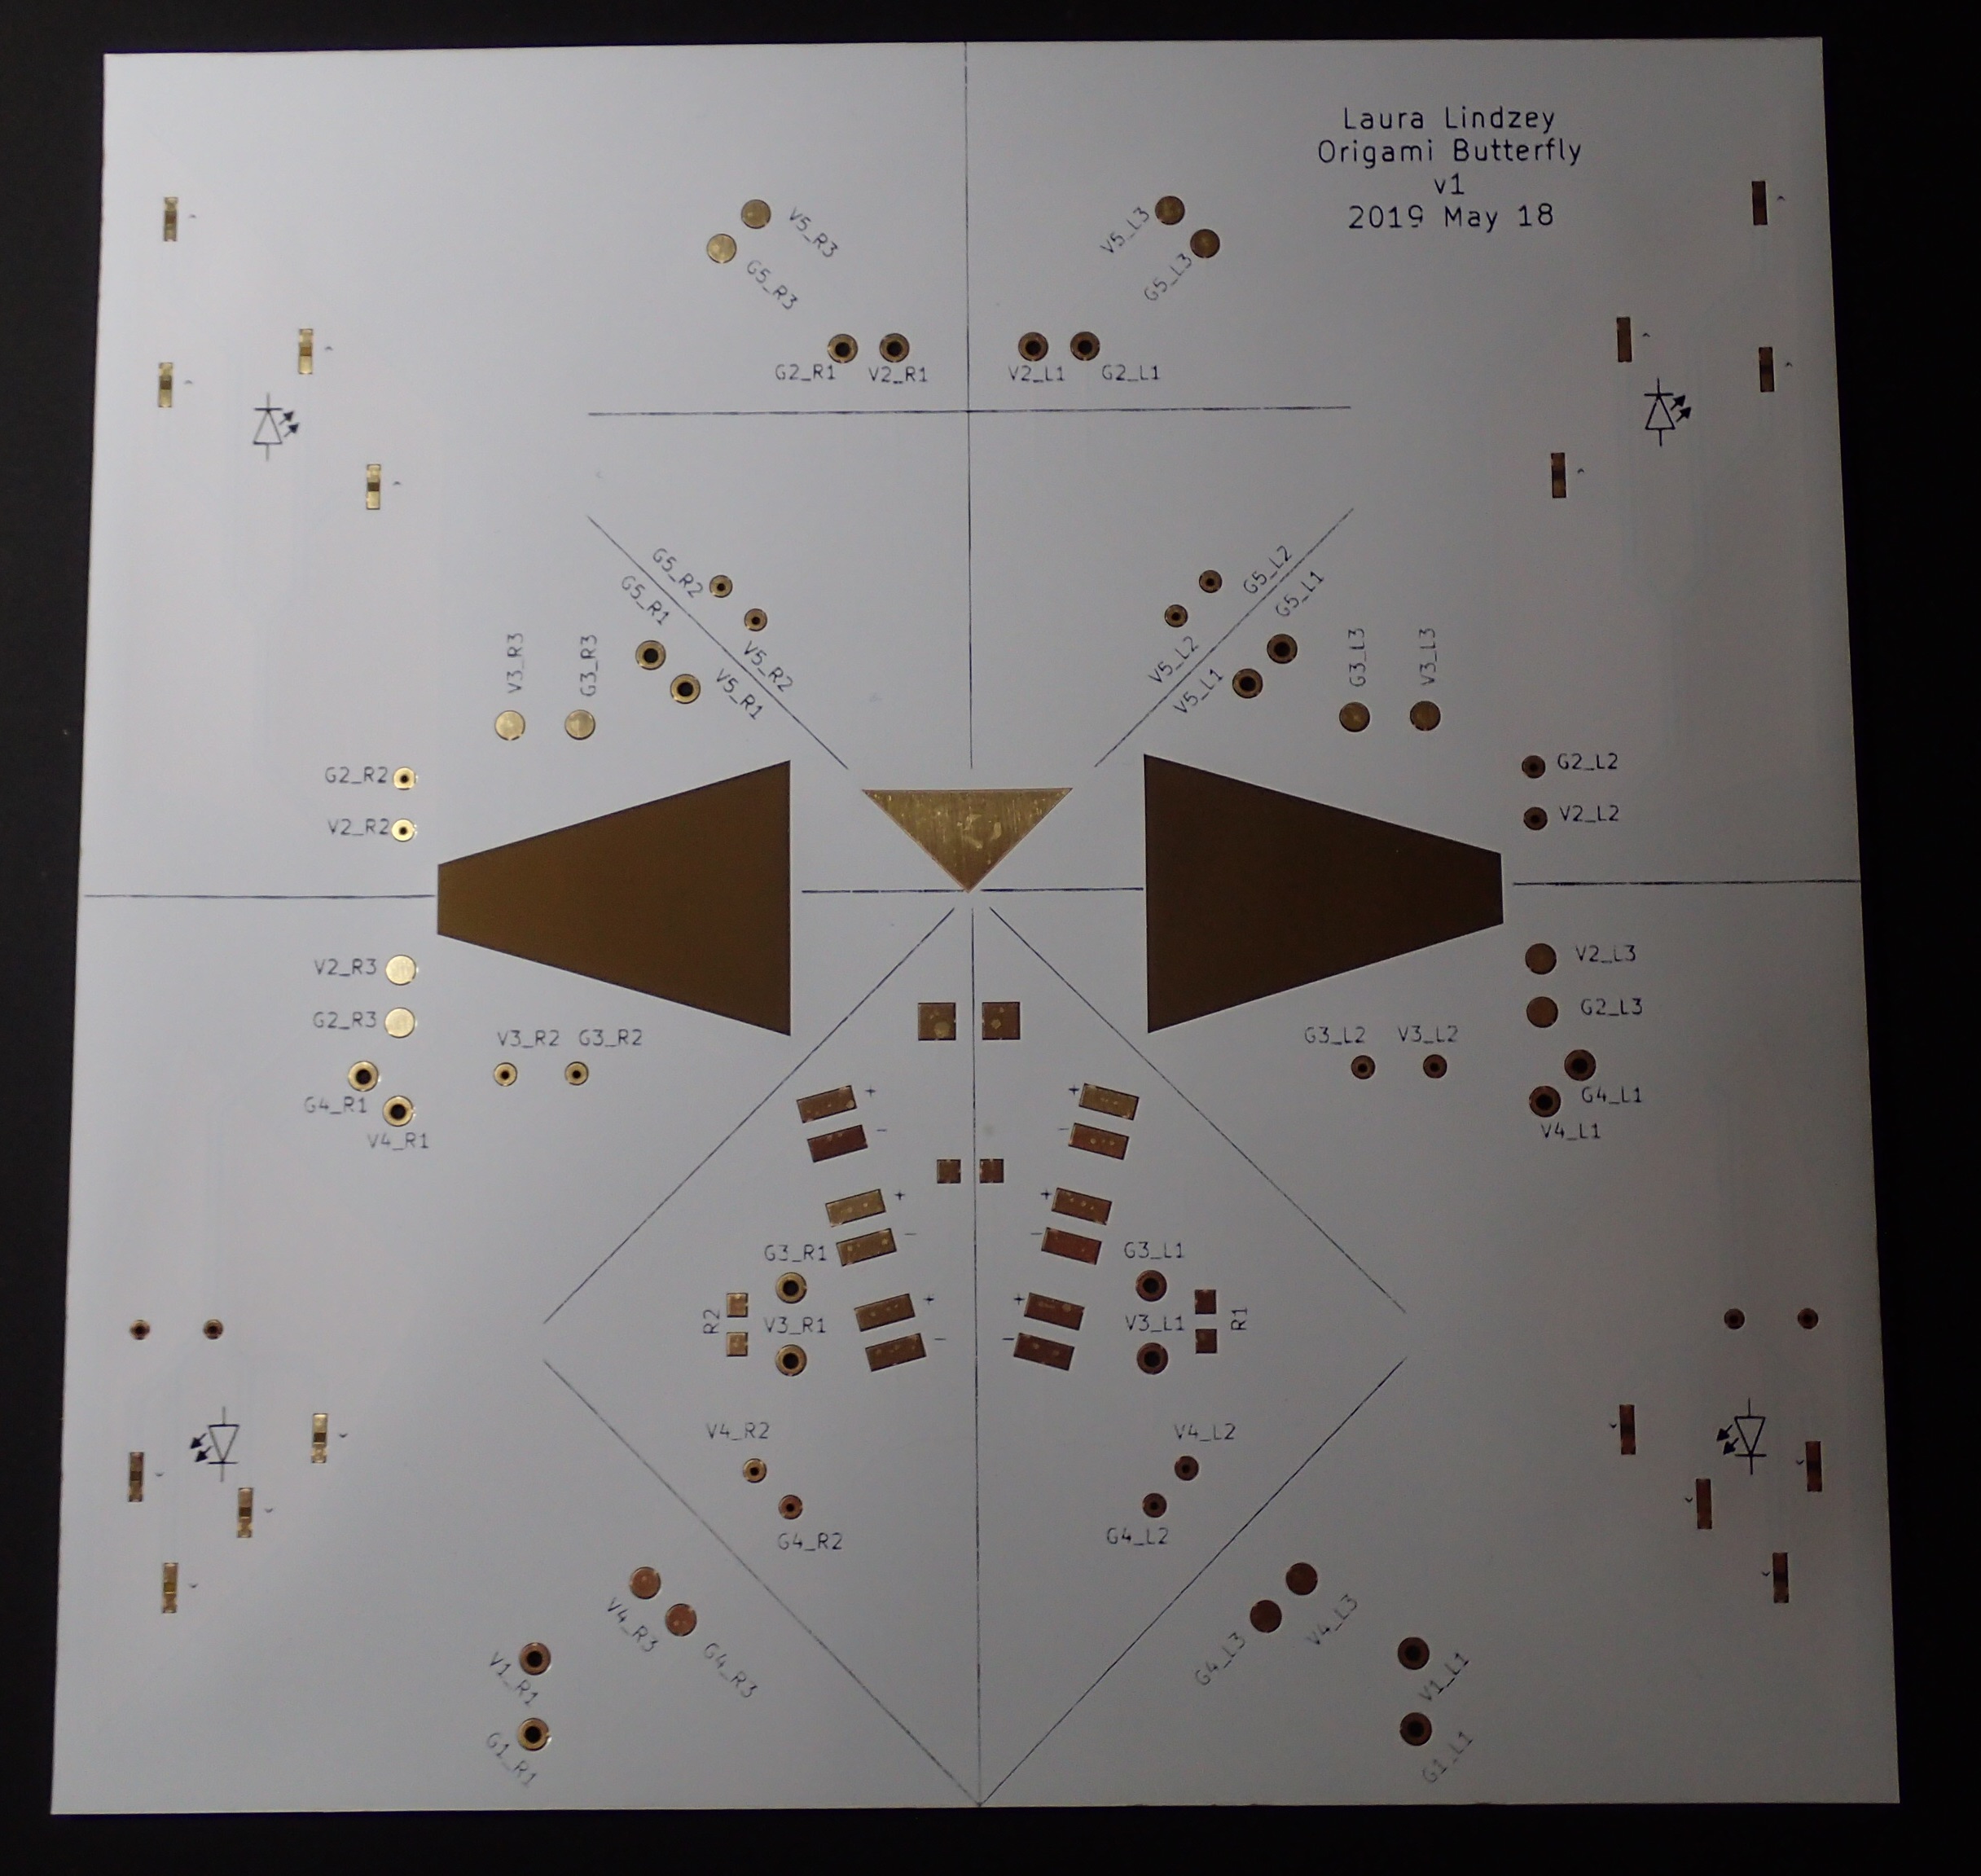 Laura Lindzey
Origami Butterfly
v1
2019 May 18
V5_R3
G5_R3
V5_L3
G5_L3
G2_R1 V2_R1 V2_L1 G2_L1
G5_R2
G5_R1
V5_R2
V5_R1
G5_L2
G5_L1
V5_L2
V5_L1
V3_R3 G3_R3
G3_L3 V3_L3
G2_R2
V2_R2
G2_L2
V2_L2
V2_R3
G2_R3
V2_L3
G2_L3
V3_R2 G3_R2
G3_L2 V3_L2
G4_R1
V4_R1
G4_L1
V4_L1
+ +
- -
+ +
- -
G3_R1 G3_L1
+ +
R2 V3_R1 V3_L1 R1
- -
V4_R2 V4_L2
G4_R2 G4_L2
V4_R3
G4_R3
G4_L3
V4_L3
V1_R1
G1_R1
V1_L1
G1_L1